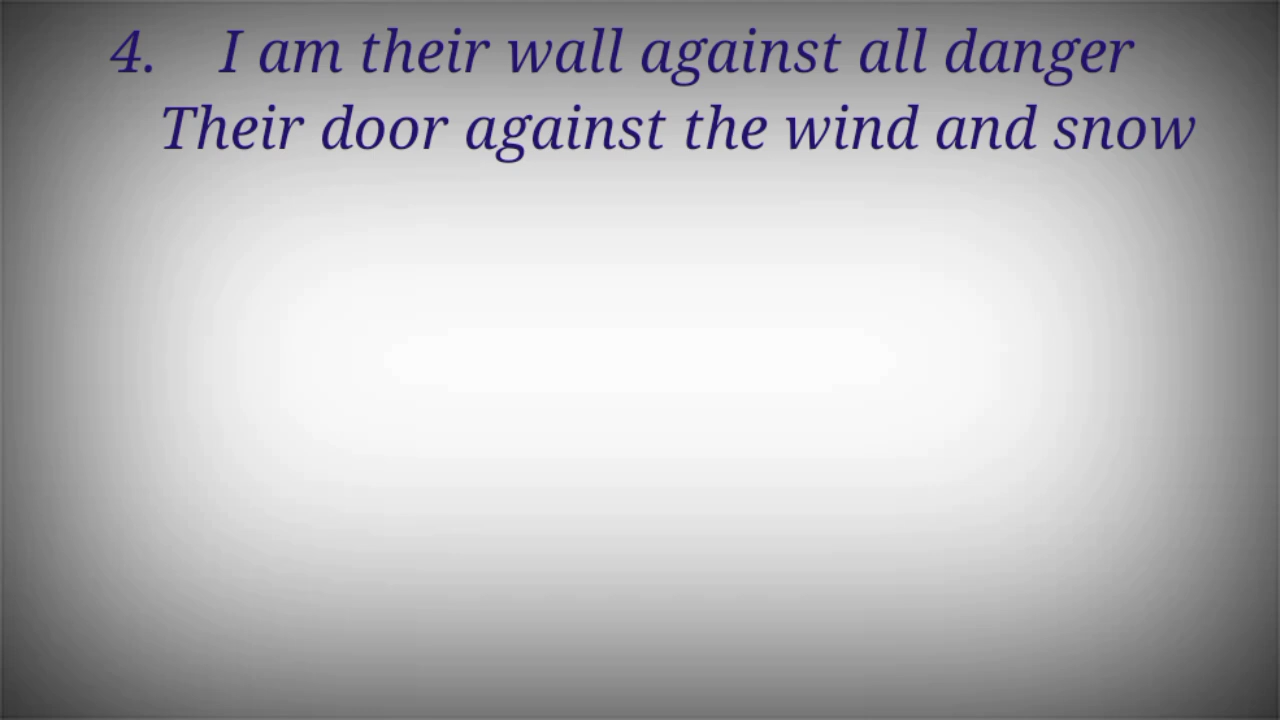 4. I am their wall against all danger
Their door against the wind and snow